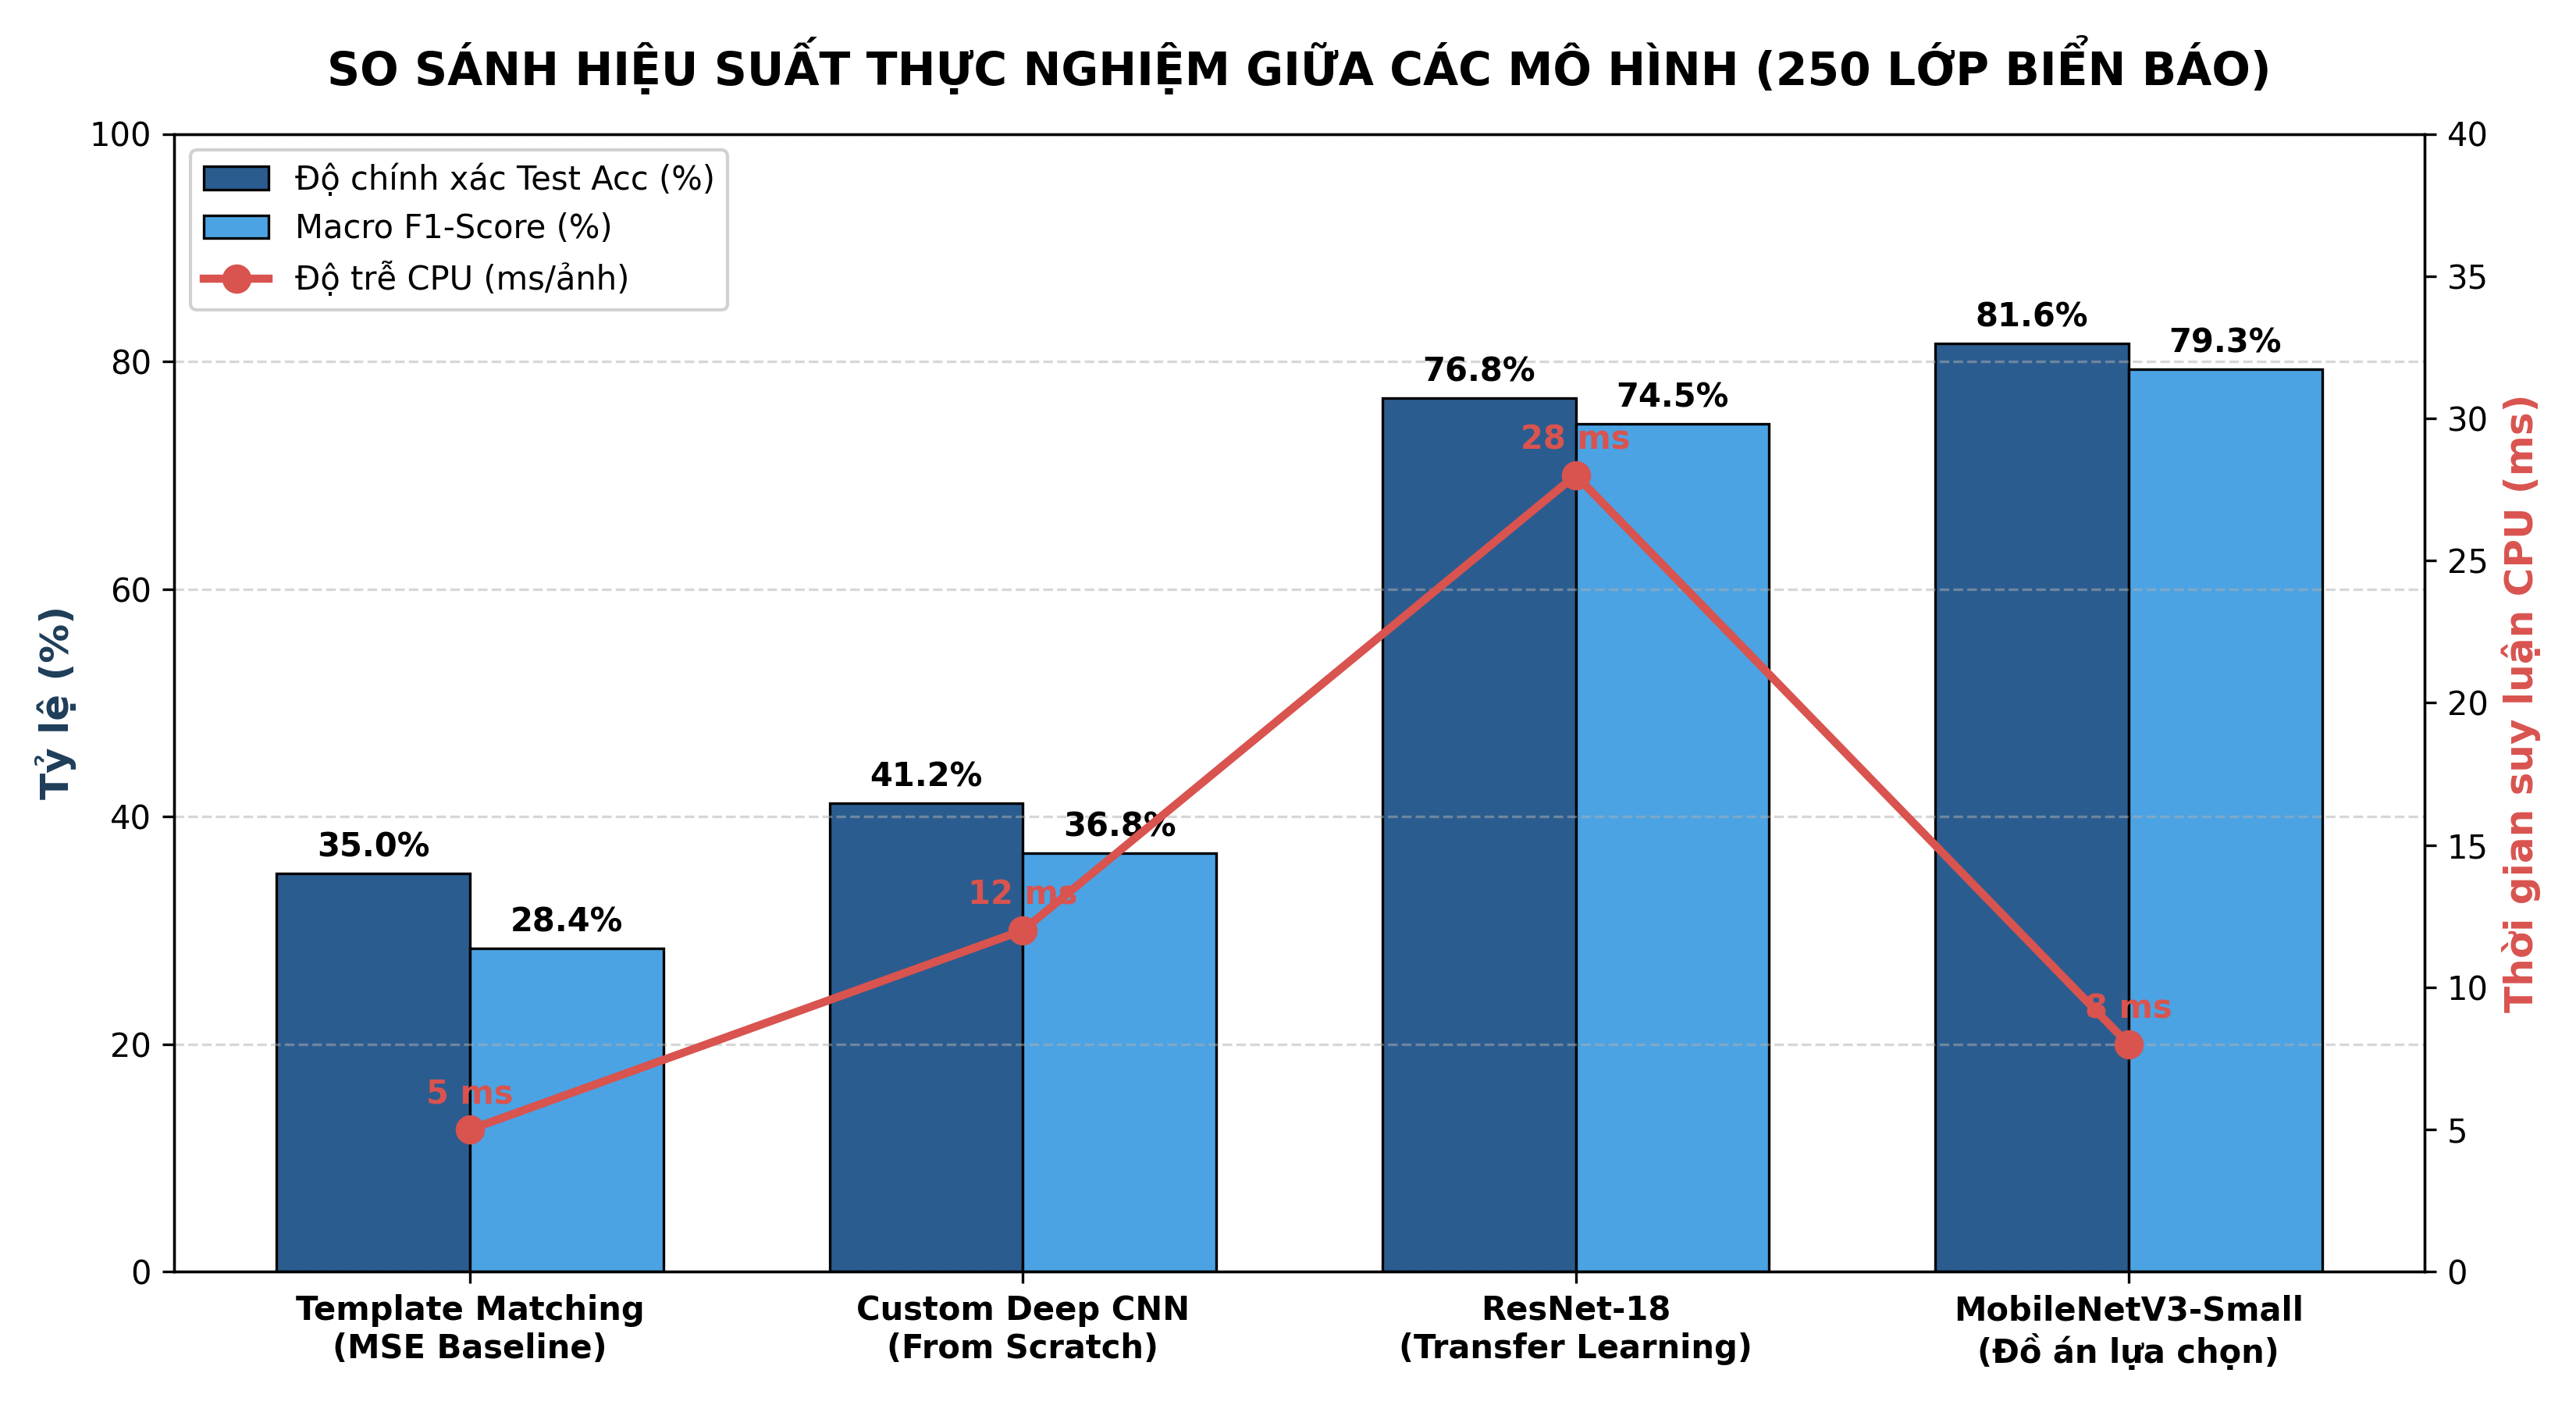 SO SÁNH HIỆU SUẤT THỰC NGHIỆM GIỮA CÁC MÔ HÌNH (250 LỚP BIỂN BÁO)
Độ chính xác Test Acc (%)
Macro F1-Score (%)
Độ trễ CPU (ms/ảnh)
Tỷ lệ (%)
100
80
60
40
20
0
35.0%
28.4%
5 ms
41.2%
36.8%
12 ms
76.8%
74.5%
28 ms
81.6%
79.3%
8 ms
40
35
30
25
20
15
10
5
0
Thời gian suy luận CPU (ms)
Template Matching
(MSE Baseline)
Custom Deep CNN
(From Scratch)
ResNet-18
(Transfer Learning)
MobileNetV3-Small
(Đồ án lựa chọn)